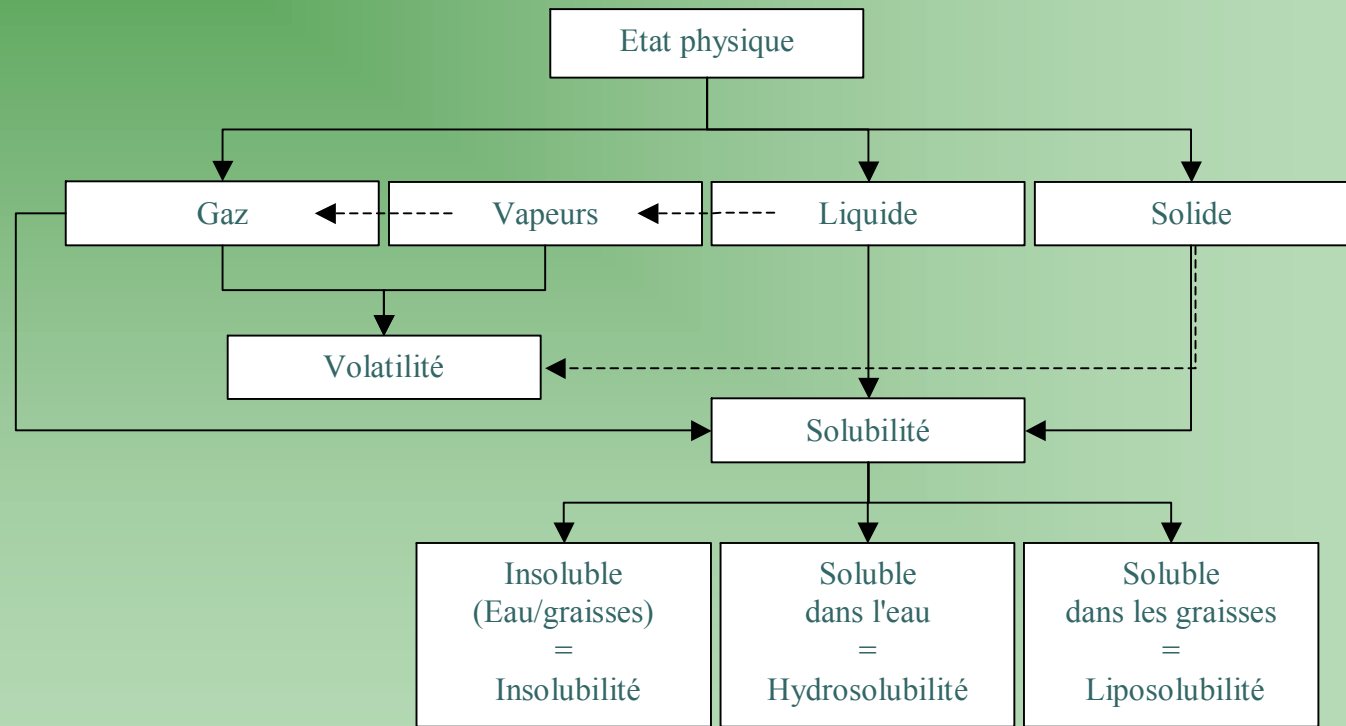 Etat physique
Gaz
Vapeurs
Liquide
Solide
Volatilité
Solubilité
Insoluble
(Eau/graisses)
=
Insolubilité
Soluble
dans l'eau
=
Hydrosolubilité
Soluble
dans les graisses
=
Liposolubilité